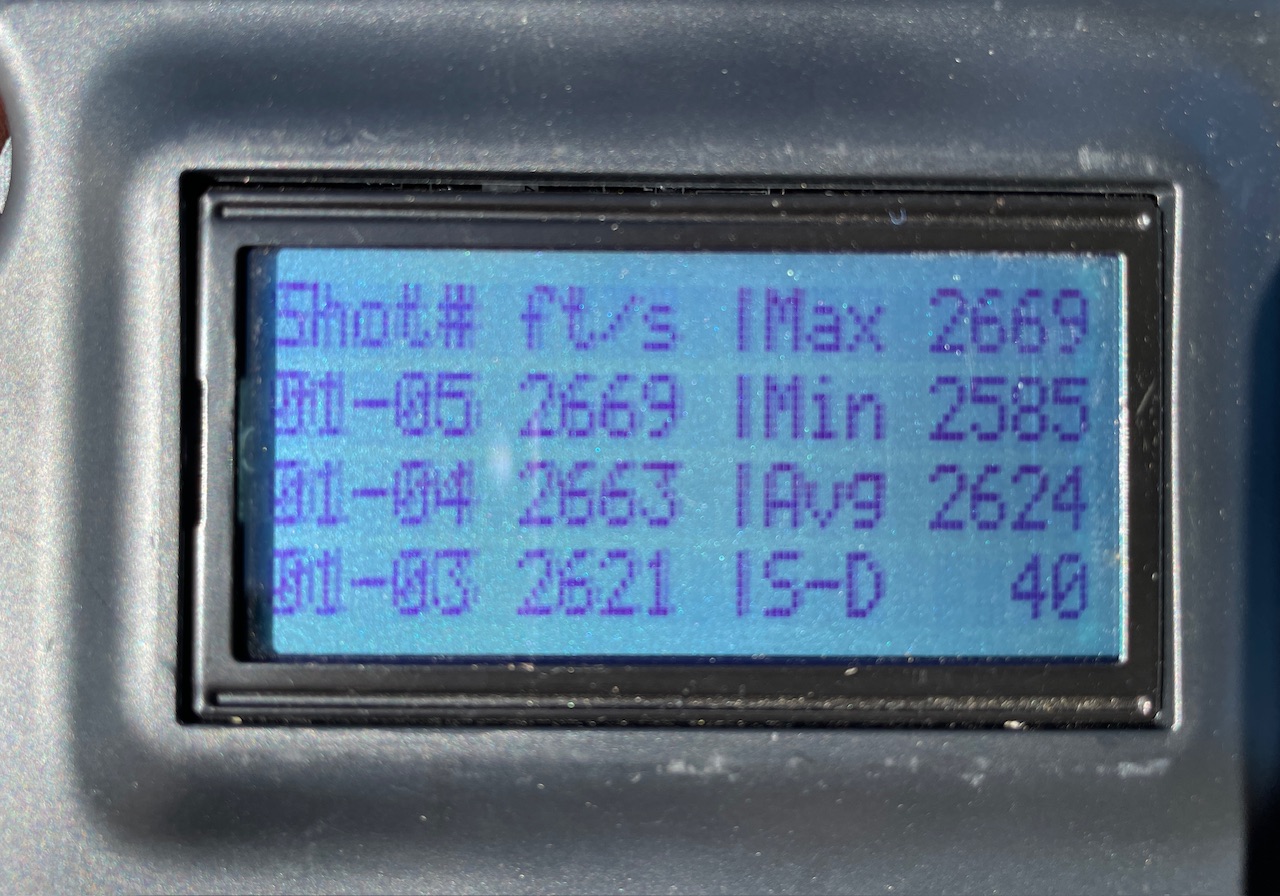 Shot# ft/s |Max 2669
01-05 2669 |Min 2585
01-04 2663 |Avg 2624
01-03 2621 |S-D 40